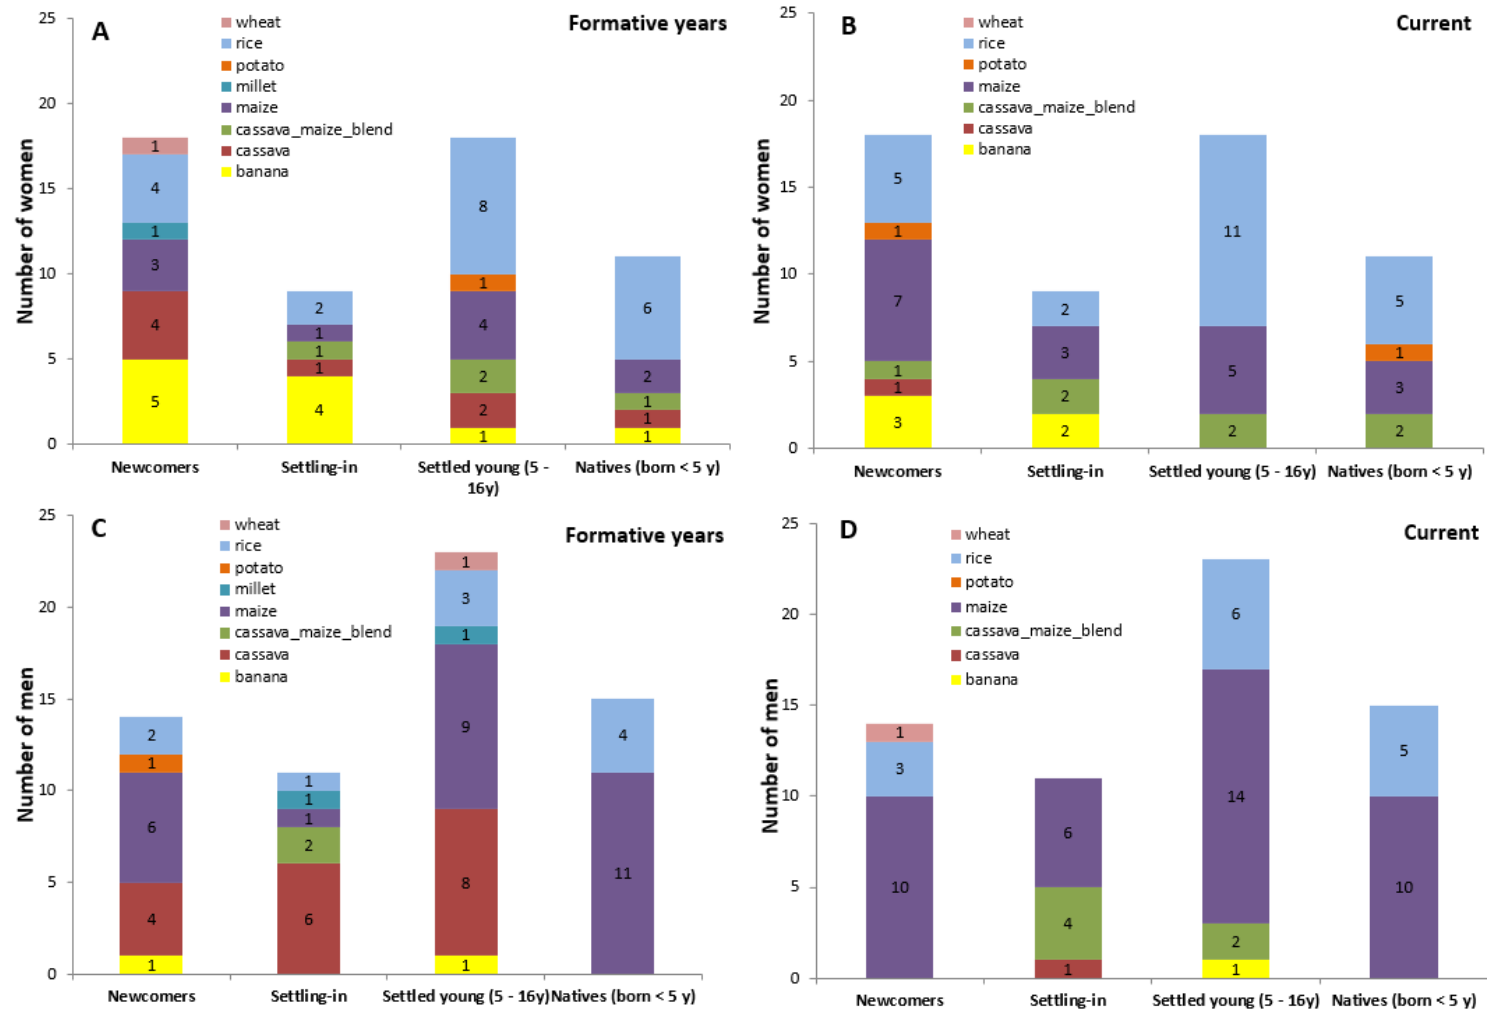 A
Formative years
wheat
rice
potato
millet
maize
cassava_maize_blend
cassava
banana
Number of women
25
20
15
10
5
0
1
4
1
3
4
5
2
1
1
1
4
8
1
4
2
2
1
6
2
1
1
1
Newcomers
Settling-in
Settled young (5 -
16y)
Natives (born < 5 y)
B
Current
wheat
rice
potato
maize
cassava_maize_blend
cassava
banana
Number of women
25
20
15
10
5
0
5
1
7
1
1
3
2
3
2
2
11
5
2
5
1
3
2
Newcomers
Settling-in
Settled young (5 - 16y)
Natives (born < 5 y)
C
Formative years
wheat
rice
potato
millet
maize
cassava_maize_blend
cassava
banana
Number of men
25
20
15
10
5
0
2
1
6
4
1
1
1
1
2
6
1
3
1
9
8
1
4
11
Newcomers
Settling-in
Settled young (5 - 16y)
Natives (born < 5 y)
D
Current
wheat
rice
potato
maize
cassava_maize_blend
cassava
banana
Number of men
25
20
15
10
5
0
1
3
10
6
4
1
6
14
2
1
5
10
Newcomers
Settling-in
Settled young (5 - 16y)
Natives (born < 5 y)